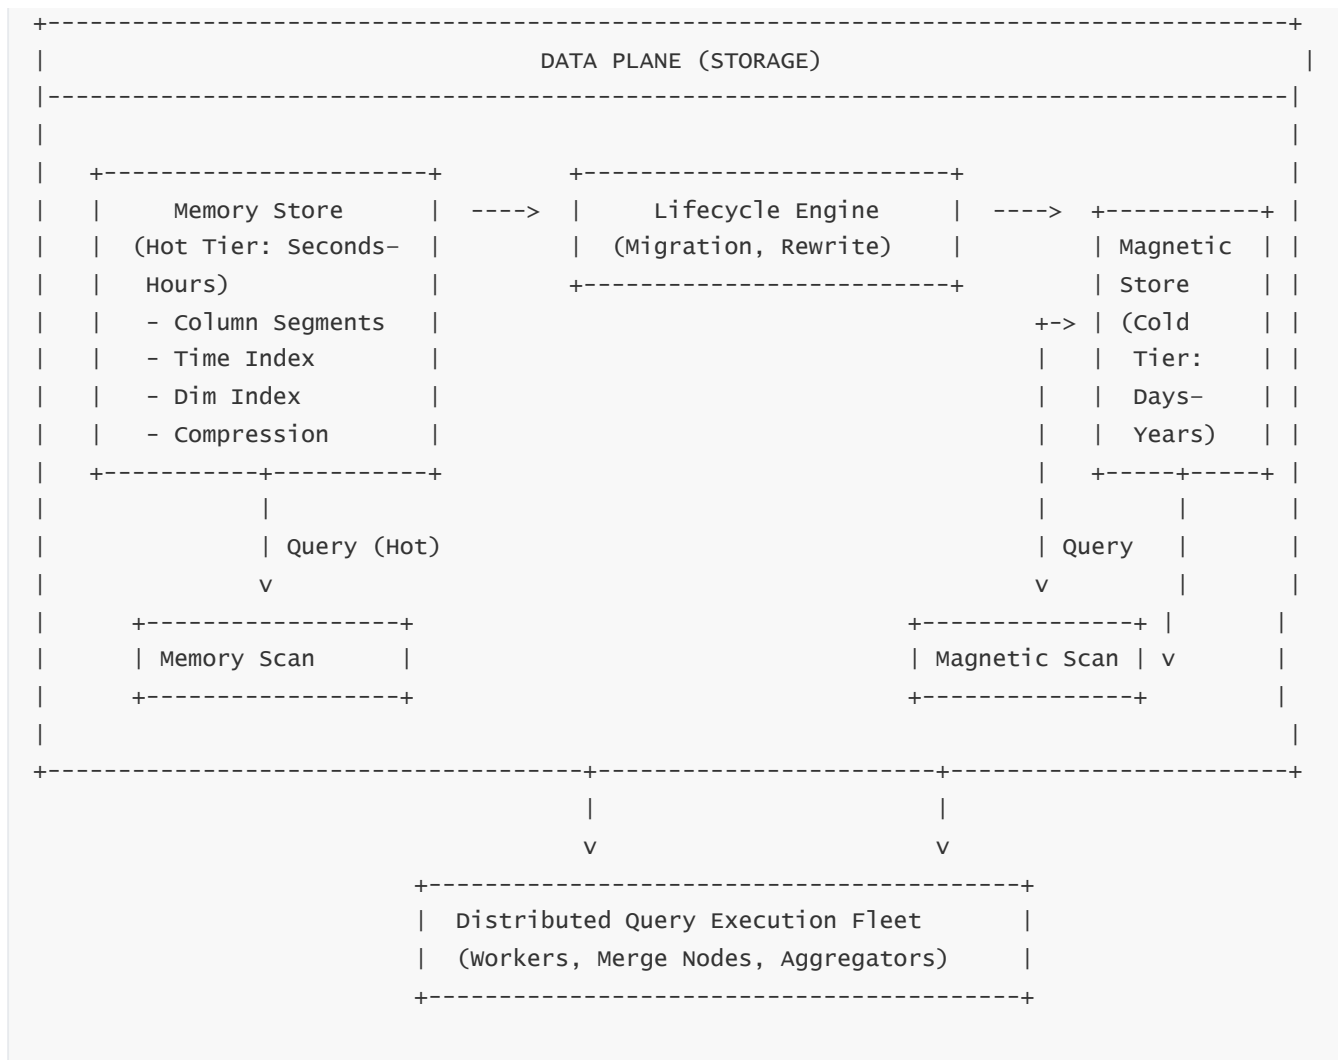 +----------------------------------------------------------------------------------------+
|                                   DATA PLANE (STORAGE)                                  |
|----------------------------------------------------------------------------------------|
|                                                                                        |
|   +-----------------------+         +--------------------------+                       |
|   |     Memory Store      |  ---->  |     Lifecycle Engine     |  ---->  +-----------+ |
|   |  (Hot Tier: Seconds–  |         |  (Migration, Rewrite)    |         | Magnetic  | |
|   |   Hours)              |         +--------------------------+         | Store     | |
|   |   - Column Segments   |                                          +-> | (Cold     | |
|   |   - Time Index        |                                          |   |  Tier:    | |
|   |   - Dim Index         |                                          |   |  Days–    | |
|   |   - Compression       |                                          |   |  Years)   | |
|   +-----------+-----------+                                          |   +-----+-----+ |
|               |                                                      |         |       |
|               | Query (Hot)                                          | Query   |       |
|               v                                                      v         |       |
|      +------------------+                                   +---------------+ |       |
|      | Memory Scan      |                                   | Magnetic Scan | v       |
|      +------------------+                                   +---------------+         |
|                                                                                        |
+--------------------------------------+------------------------+------------------------+
                                       |                        |
                                       v                        v
                           +------------------------------------------+
                           |  Distributed Query Execution Fleet       |
                           |  (Workers, Merge Nodes, Aggregators)     |
                           +------------------------------------------+